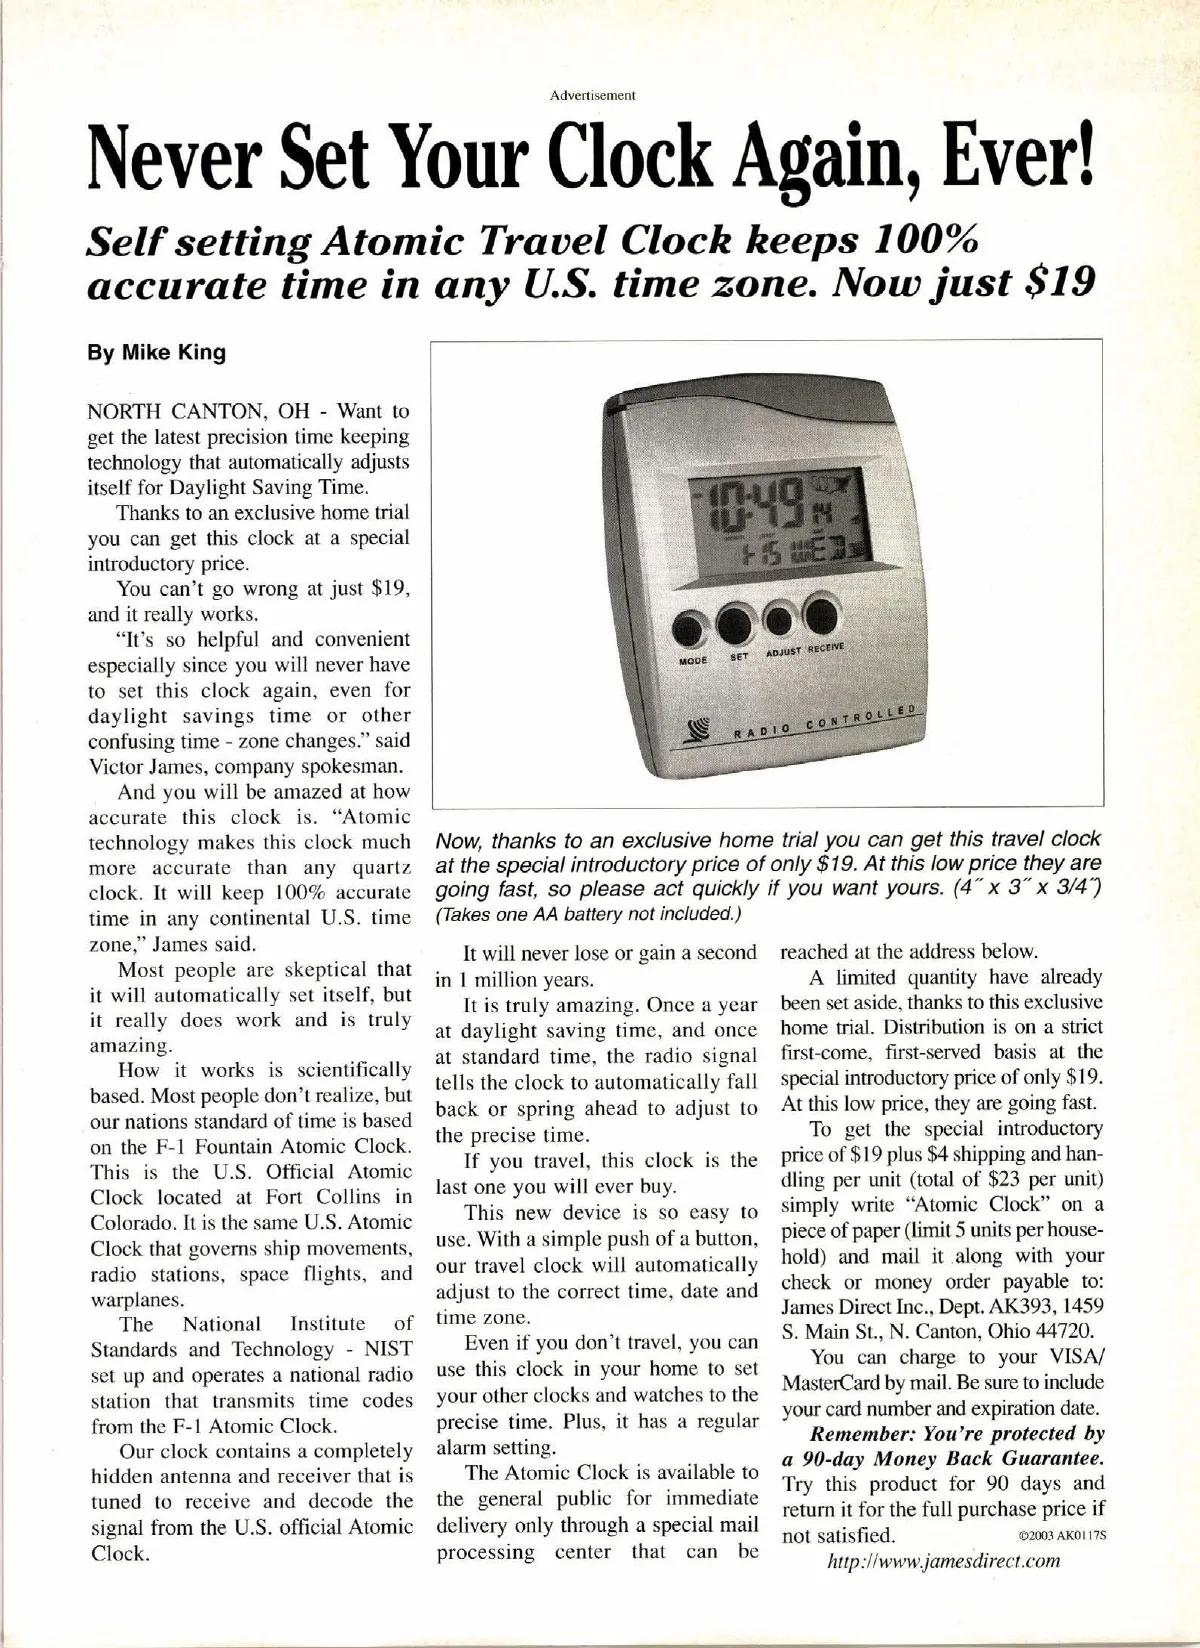 Advertisement
Never Set Your Clock Again, Ever!
Self setting Atomic Travel Clock keeps 100%
accurate time in any U.S. time zone. Now just $19
By Mike King
NORTH CANTON, OH - Want to
get the latest precision time keeping
technology that automatically adjusts
itself for Daylight Saving Time.
Thanks to an exclusive home trial
you can get this clock at a special
introductory price.
You can't go wrong at just $19,
and it really works.
"It's so helpful and convenient
especially since you will never have
to set this clock again, even for
daylight savings time or other
confusing time - zone changes." said
Victor James, company spokesman.
And you will be amazed at how
accurate this clock is. "Atomic
technology makes this clock much
more accurate than any quartz
clock. It will keep 100% accurate
time in any continental U.S. time
zone," James said.
Most people are skeptical that
it will automatically set itself, but
it really does work and is truly
amazing.
How it works is scientifically
based. Most people don't realize, but
our nations standard of time is based
on the F-1 Fountain Atomic Clock.
This is the U.S. Official Atomic
Clock located at Fort Collins in
Colorado. It is the same U.S. Atomic
Clock that governs ship movements,
radio stations, space flights, and
warplanes.
The National Institute of
Standards and Technology - NIST
set up and operates a national radio
station that transmits time codes
from the F-1 Atomic Clock.
Our clock contains a completely
hidden antenna and receiver that is
tuned to receive and decode the
signal from the U.S. official Atomic
Clock.
10:49
14
1-15 WED
MODE SET ADJUST RECEIVE
RADIO CONTROLLED
Now, thanks to an exclusive home trial you can get this travel clock
at the special introductory price of only $19. At this low price they are
going fast, so please act quickly if you want yours. (4˝ x 3˝ x 3/4˝)
(Takes one AA battery not included.)
It will never lose or gain a second
in 1 million years.
It is truly amazing. Once a year
at daylight saving time, and once
at standard time, the radio signal
tells the clock to automatically fall
back or spring ahead to adjust to
the precise time.
If you travel, this clock is the
last one you will ever buy.
This new device is so easy to
use. With a simple push of a button,
our travel clock will automatically
adjust to the correct time, date and
time zone.
Even if you don't travel, you can
use this clock in your home to set
your other clocks and watches to the
precise time. Plus, it has a regular
alarm setting.
The Atomic Clock is available to
the general public for immediate
delivery only through a special mail
processing center that can be
reached at the address below.
A limited quantity have already
been set aside, thanks to this exclusive
home trial. Distribution is on a strict
first-come, first-served basis at the
special introductory price of only $19.
At this low price, they are going fast.
To get the special introductory
price of $19 plus $4 shipping and han-
dling per unit (total of $23 per unit)
simply write "Atomic Clock" on a
piece of paper (limit 5 units per house-
hold) and mail it along with your
check or money order payable to:
James Direct Inc., Dept. AK393, 1459
S. Main St., N. Canton, Ohio 44720.
You can charge to your VISA/
MasterCard by mail. Be sure to include
your card number and expiration date.
Remember: You're protected by
a 90-day Money Back Guarantee.
Try this product for 90 days and
return it for the full purchase price if
not satisfied. ©2003 AK0117S
http://www.jamesdirect.com